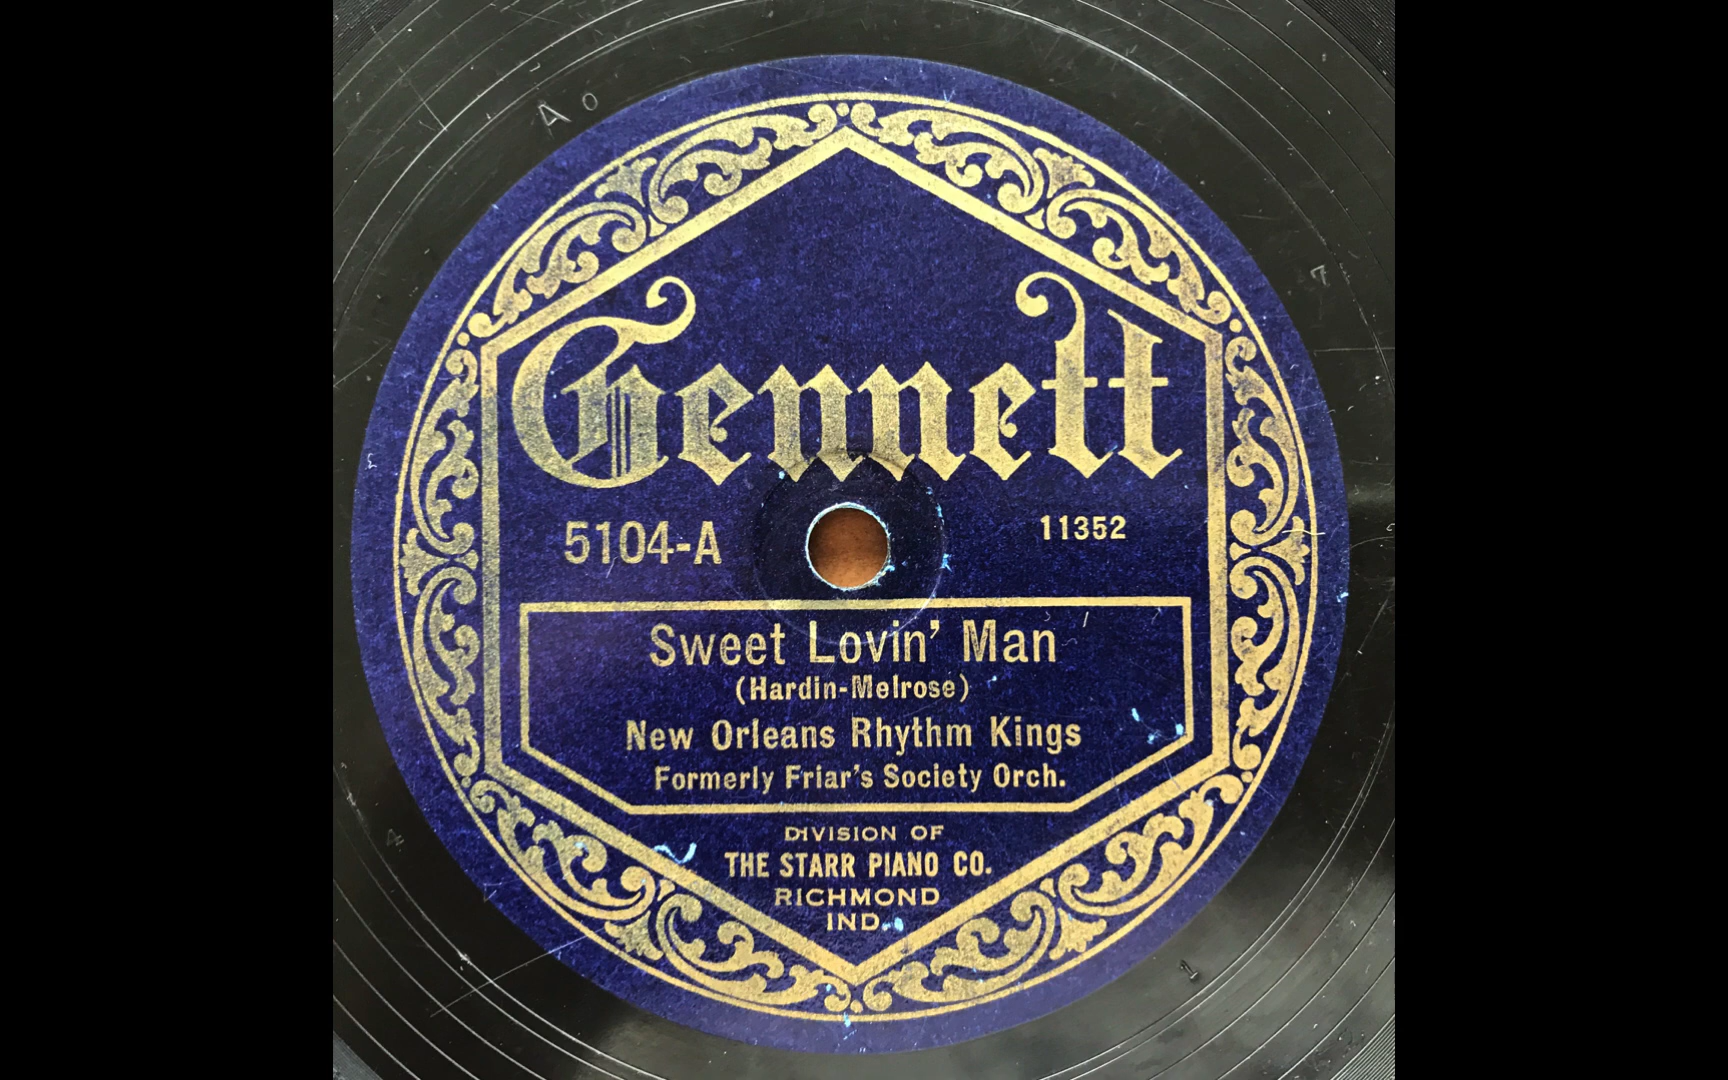 A o
Gennett
5104-A
11352
Sweet Lovin' Man
(Hardin-Melrose)
New Orleans Rhythm Kings
Formerly Friar's Society Orch.
DIVISION OF
THE STARR PIANO CO.
RICHMOND
IND.